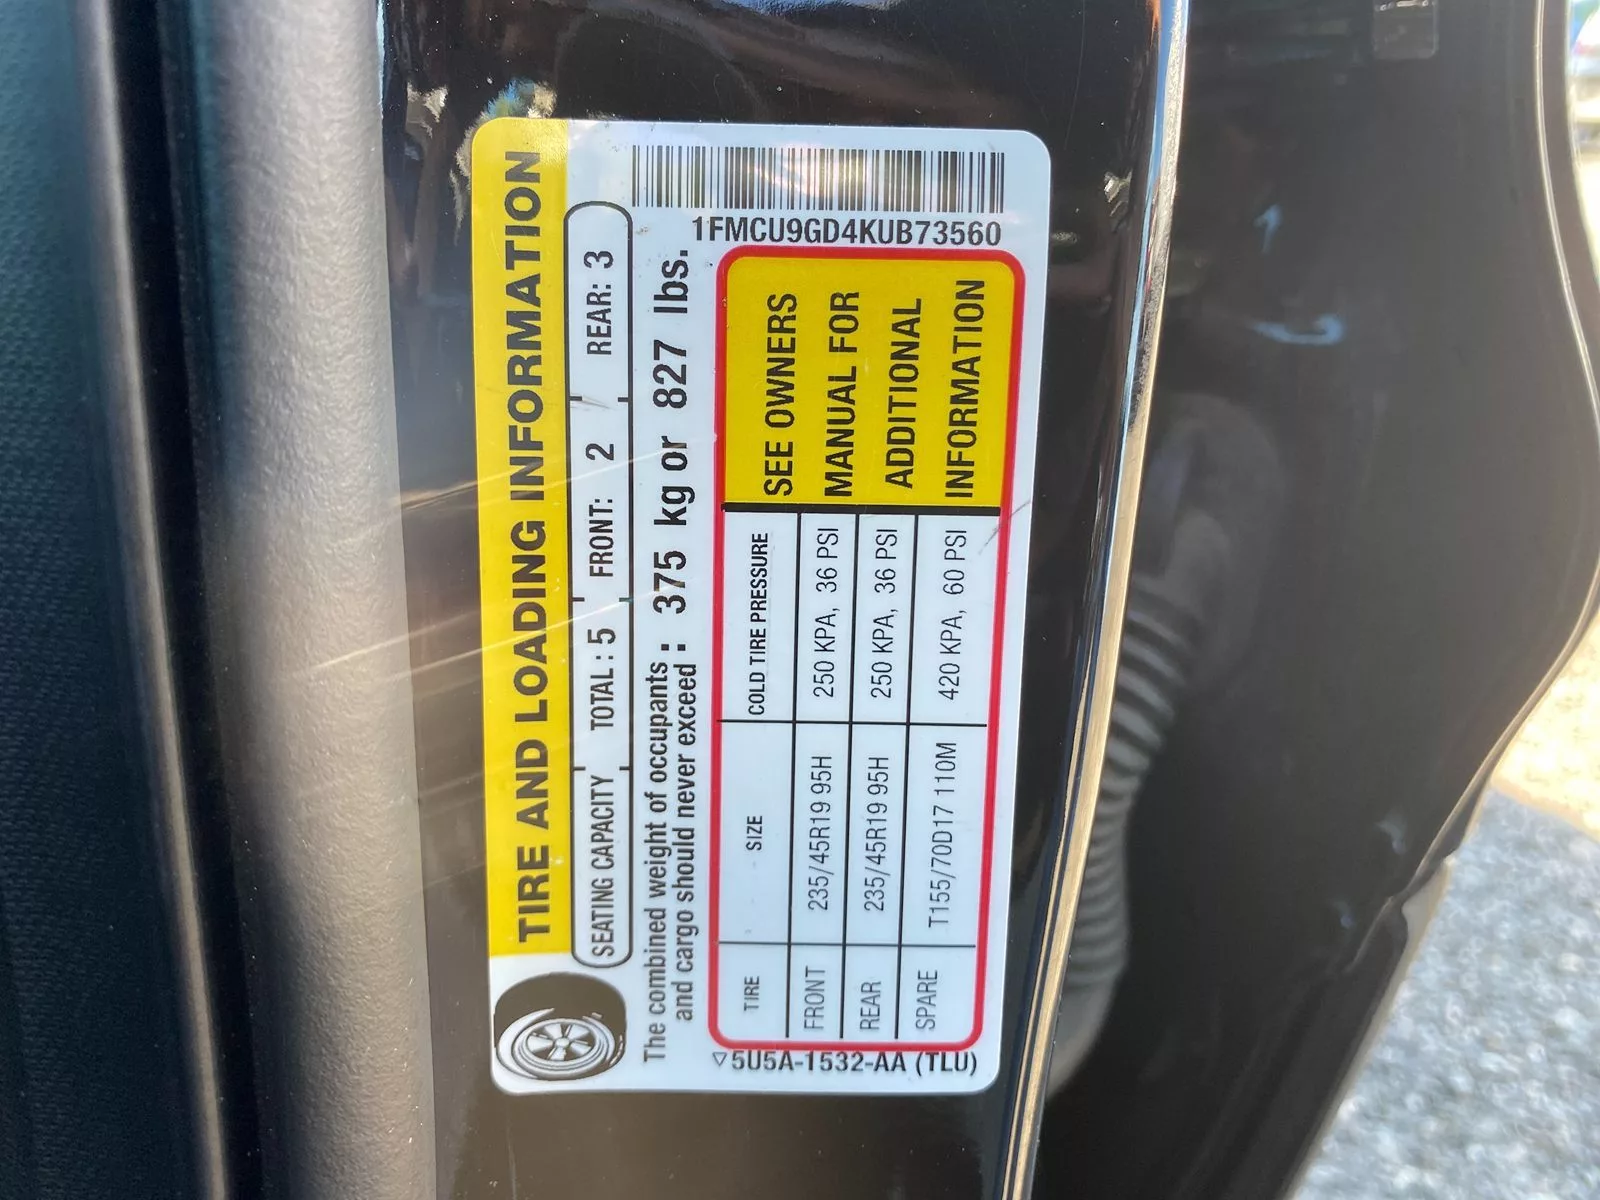 TIRE AND LOADING INFORMATION
SEATING CAPACITY TOTAL : 5 FRONT: 2 REAR: 3
The combined weight of occupants
and cargo should never exceed : 375 kg or 827 lbs.
TIRE SIZE COLD TIRE PRESSURE
FRONT 235/45R19 95H 250 KPA, 36 PSI
REAR 235/45R19 95H 250 KPA, 36 PSI
SPARE T155/70D17 110M 420 KPA, 60 PSI
SEE OWNERS
MANUAL FOR
ADDITIONAL
INFORMATION
1FMCU9GD4KUB73560
▽5U5A-1532-AA (TLU)